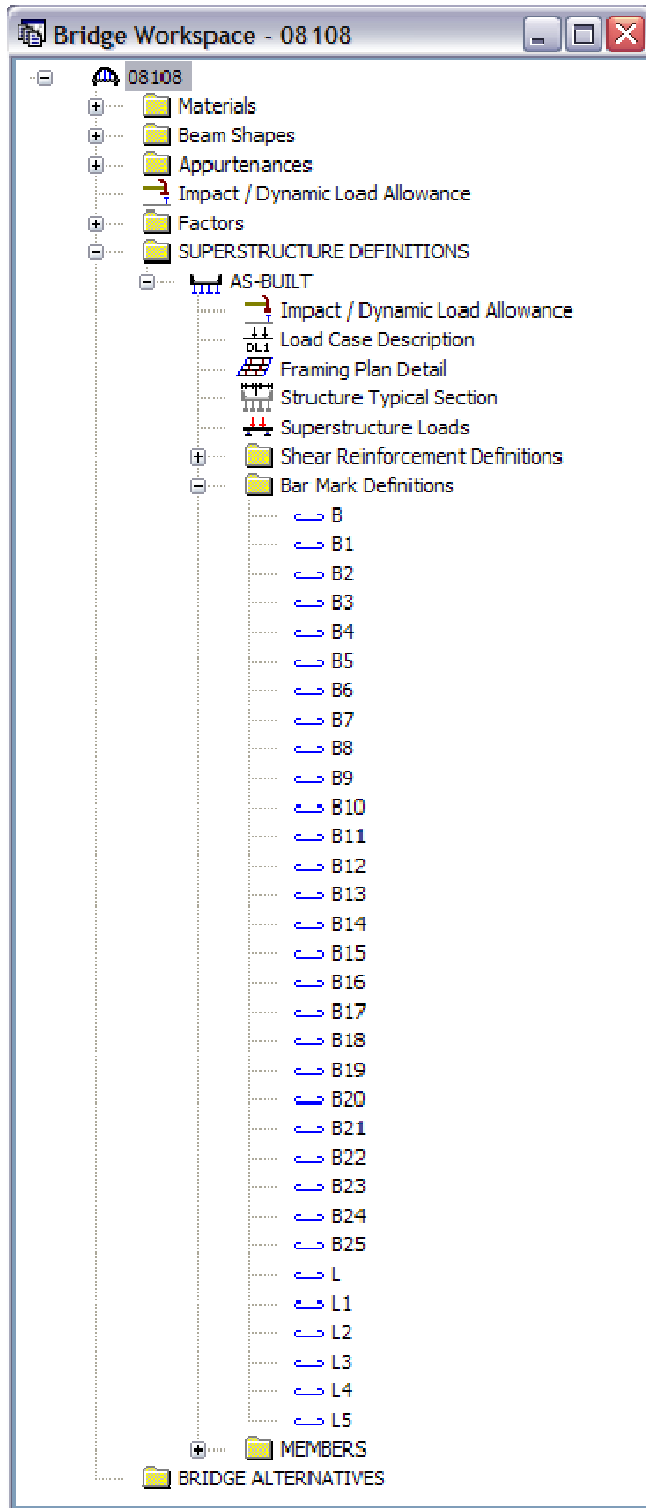 Bridge Workspace - 08108
08108
Materials
Beam Shapes
Appurtenances
Impact / Dynamic Load Allowance
Factors
SUPERSTRUCTURE DEFINITIONS
AS-BUILT
Impact / Dynamic Load Allowance
DL1 Load Case Description
Framing Plan Detail
Structure Typical Section
Superstructure Loads
Shear Reinforcement Definitions
Bar Mark Definitions
B
B1
B2
B3
B4
B5
B6
B7
B8
B9
B10
B11
B12
B13
B14
B15
B16
B17
B18
B19
B20
B21
B22
B23
B24
B25
L
L1
L2
L3
L4
L5
MEMBERS
BRIDGE ALTERNATIVES